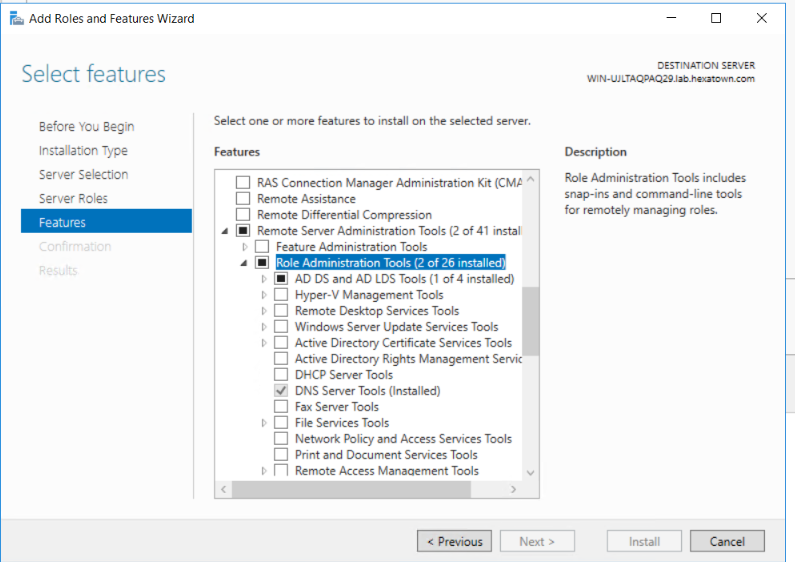 Add Roles and Features Wizard
Select features
DESTINATION SERVER
WIN-UJLTAQPAQ29.lab.hexatown.com
Before You Begin
Installation Type
Server Selection
Server Roles
Features
Confirmation
Results
Select one or more features to install on the selected server.
Features
RAS Connection Manager Administration Kit (CMA
Remote Assistance
Remote Differential Compression
Remote Server Administration Tools (2 of 41 install
Feature Administration Tools
Role Administration Tools (2 of 26 installed)
AD DS and AD LDS Tools (1 of 4 installed)
Hyper-V Management Tools
Remote Desktop Services Tools
Windows Server Update Services Tools
Active Directory Certificate Services Tools
Active Directory Rights Management Servic
DHCP Server Tools
DNS Server Tools (Installed)
Fax Server Tools
File Services Tools
Network Policy and Access Services Tools
Print and Document Services Tools
Remote Access Management Tools
Description
Role Administration Tools includes
snap-ins and command-line tools
for remotely managing roles.
< Previous
Next >
Install
Cancel